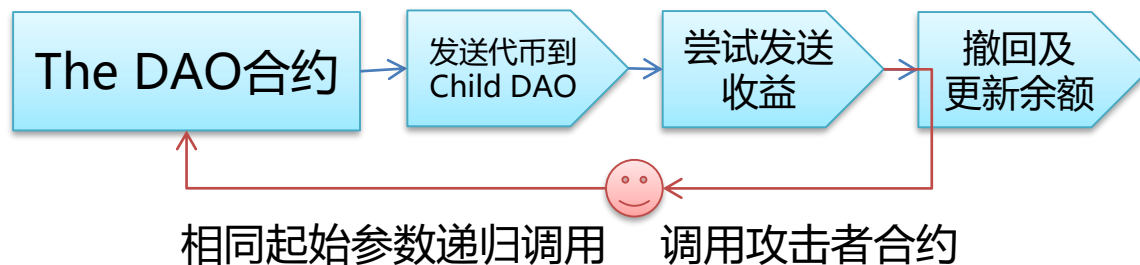 The DAO合约
发送代币到
Child DAO
尝试发送
收益
撤回及
更新余额
相同起始参数递归调用
调用攻击者合约